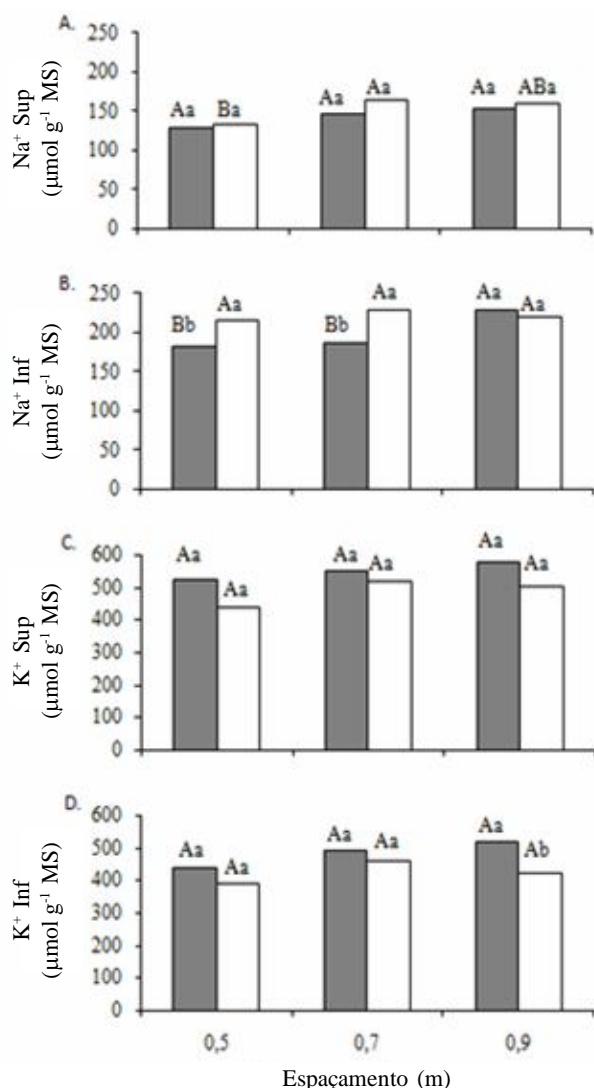 A.
Na⁺ Sup
(µmol g⁻¹ MS)
250
200
150
100
50
0
Aa Ba Aa Aa Aa ABa
B.
Na⁺ Inf
(µmol g⁻¹ MS)
250
200
150
100
50
0
Bb Aa Bb Aa Aa Aa
C.
K⁺ Sup
(µmol g⁻¹ MS)
600
500
400
300
200
100
0
Aa Aa Aa Aa Aa Aa
D.
K⁺ Inf
(µmol g⁻¹ MS)
600
500
400
300
200
100
0
Aa Aa Aa Aa Aa Ab
0,5 0,7 0,9
Espaçamento (m)